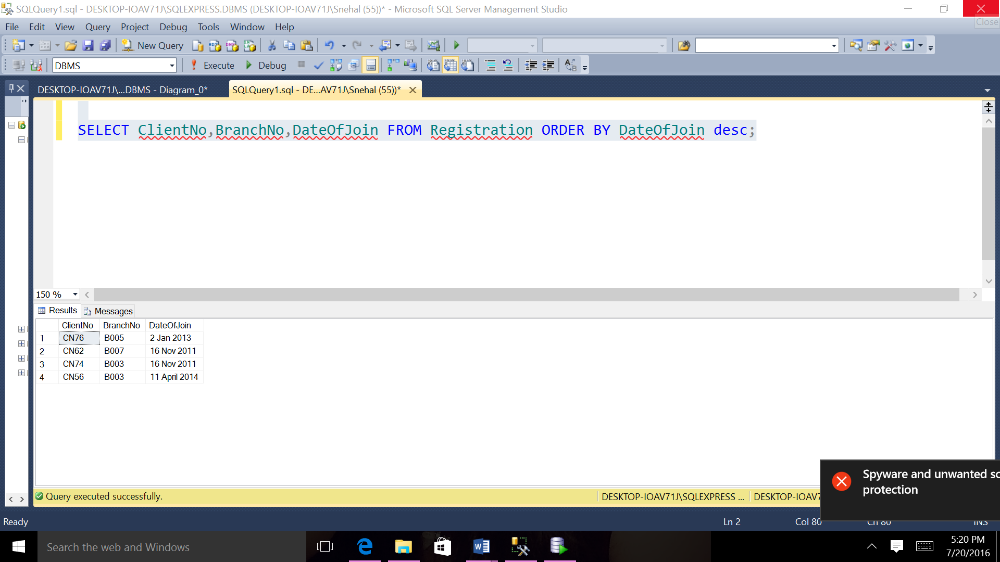 SQLQuery1.sql - DESKTOP-IOAV71J\SQLEXPRESS.DBMS (DESKTOP-IOAV71J\Snehal (55))* - Microsoft SQL Server Management Studio
Close
File Edit View Query Project Debug Tools Window Help
New Query
DBMS Execute Debug
DESKTOP-IOAV71J\...DBMS - Diagram_0* SQLQuery1.sql - DE...AV71J\Snehal (55))*
SELECT ClientNo,BranchNo,DateOfJoin FROM Registration ORDER BY DateOfJoin desc;
150 %
Results Messages
ClientNo BranchNo DateOfJoin
1 CN76 B005 2 Jan 2013
2 CN62 B007 16 Nov 2011
3 CN74 B003 16 Nov 2011
4 CN56 B003 11 April 2014
Spyware and unwanted
protection
Query executed successfully. DESKTOP-IOAV71J\SQLEXPRESS ... DESKTOP-IOAV7
Ready Ln 2 Col 80 Ch 80 INS
Search the web and Windows
5:20 PM
7/20/2016